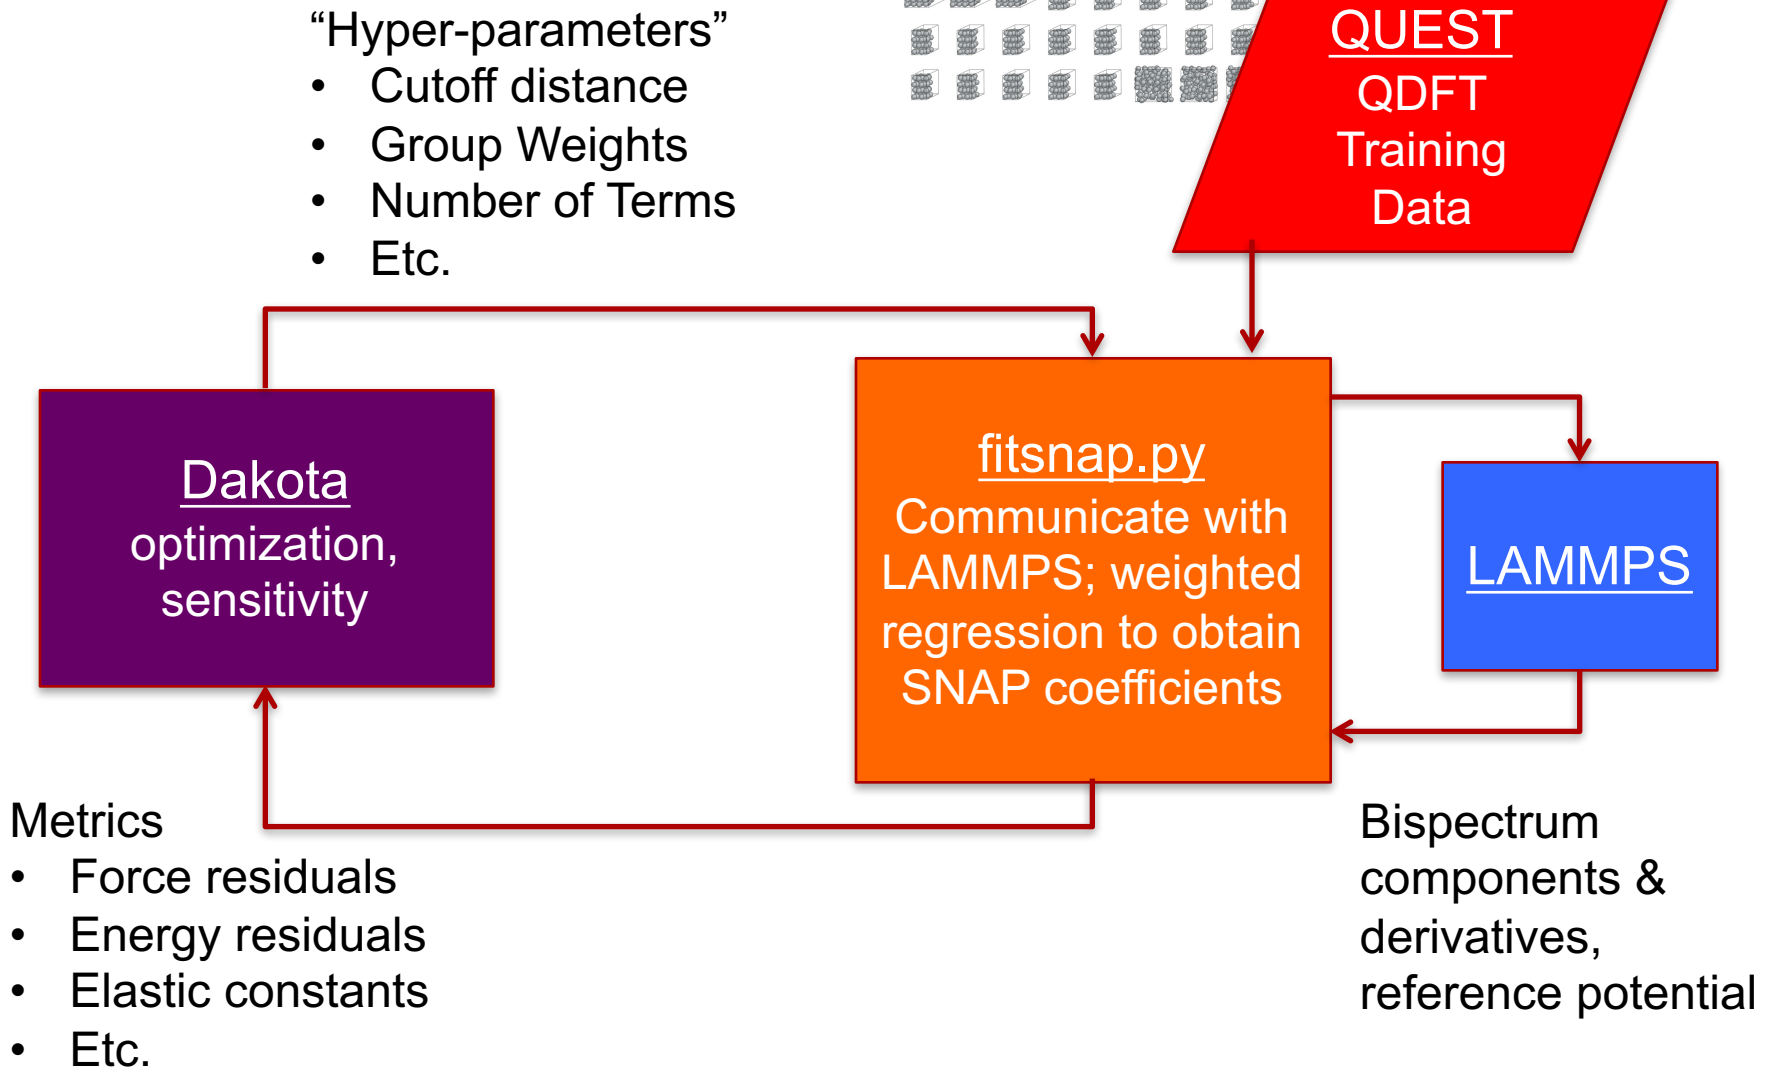 “Hyper-parameters”
• Cutoff distance
• Group Weights
• Number of Terms
• Etc.
QUEST
QDFT
Training
Data
Dakota
optimization,
sensitivity
fitsnap.py
Communicate with
LAMMPS; weighted
regression to obtain
SNAP coefficients
LAMMPS
Metrics
• Force residuals
• Energy residuals
• Elastic constants
• Etc.
Bispectrum
components &
derivatives,
reference potential